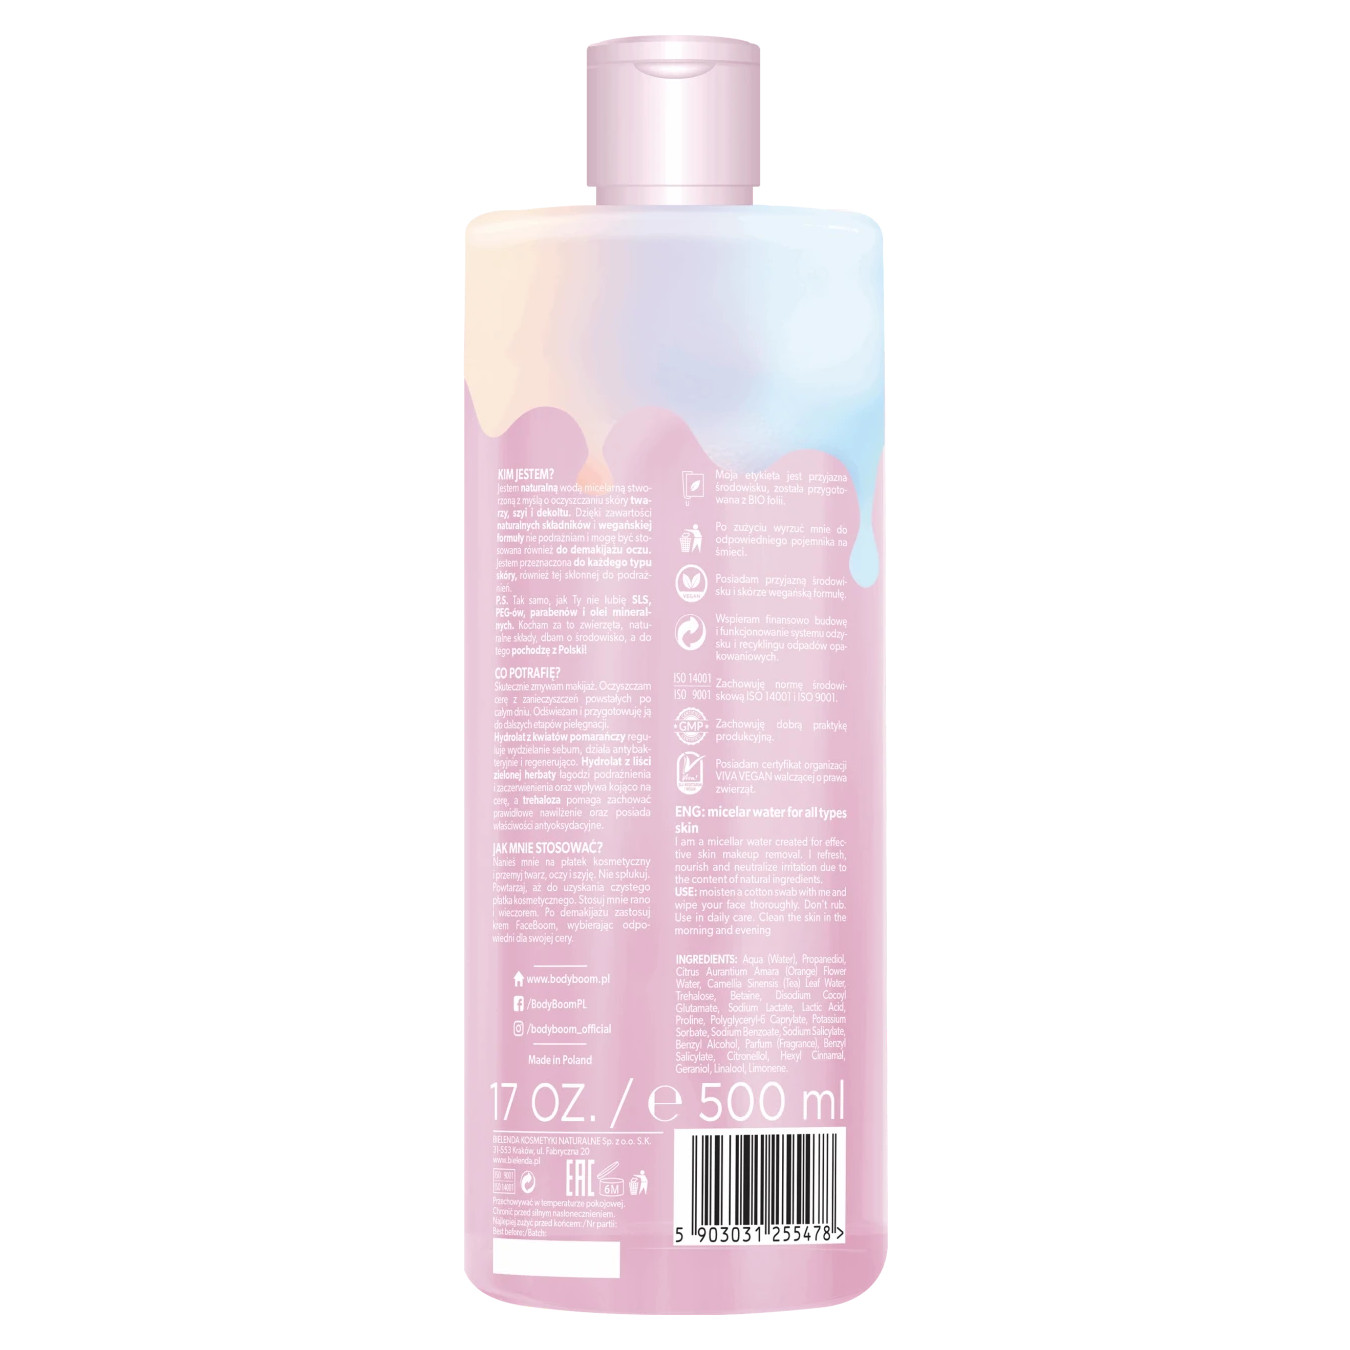 KIM JESTEM?
Jestem naturalną wodą micelarną stwo-
rzoną z myślą o oczyszczaniu skóry twa-
rzy, szyi i dekoltu. Dzięki zawartości
naturalnych składników i wegańskiej
formuły nie podrażniam i mogę być sto-
sowana również do demakijażu oczu.
Jestem przeznaczona do każdego typu
skóry, również tej skłonnej do podraż-
nień.
P.S. Tak samo, jak Ty nie lubię SLS,
PEG-ów, parabenów i olei mineral-
nych. Kocham za to zwierzęta, natu-
ralne składy, dbam o środowisko, a do
tego pochodzę z Polski!
CO POTRAFIĘ?
Skutecznie zmywam makijaż. Oczyszczam
cerę z zanieczyszczeń powstałych po
całym dniu. Odświeżam i przygotowuję ją
do dalszych etapów pielęgnacji.
Hydrolat z kwiatów pomarańczy regu-
luje wydzielanie sebum, działa antybak-
teryjnie i regenerująco. Hydrolat z liści
zielonej herbaty łagodzi podrażnienia
i zaczerwienienia oraz wpływa kojąco na
cerę, a trehaloza pomaga zachować
prawidłowe nawilżenie oraz posiada
właściwości antyoksydacyjne.
JAK MNIE STOSOWAĆ?
Nanieś mnie na płatek kosmetyczny
i przemyj twarz, oczy i szyję. Nie spłukuj.
Powtarzaj, aż do uzyskania czystego
płatka kosmetycznego. Stosuj mnie rano
i wieczorem. Po demakijażu zastosuj
krem FaceBoom, wybierając odpo-
wiedni dla swojej cery.
www.bodyboom.pl
/BodyBoomPL
/bodyboom_official
Made in Poland
Moja etykieta jest przyjazna
środowisku, została przygoto-
wana z BIO folii.
Po zużyciu wyrzuć mnie do
odpowiedniego pojemnika na
śmieci.
VEGAN
Posiadam przyjazną środowi-
sku i skórze wegańską formułę.
Wspieram finansowo budowę
i funkcjonowanie systemu odzy-
sku i recyklingu odpadów opa-
kowaniowych.
ISO 14001
ISO 9001
Zachowuję normę środowi-
skową ISO 14001 i ISO 9001.
GMP
Zachowuję dobrą praktykę
produkcyjną.
Posiadam certyfikat organizacji
VIVA VEGAN walczącej o prawa
zwierząt.
ENG: micelar water for all types
skin
I am a micellar water created for effec-
tive skin makeup removal. I refresh,
nourish and neutralize irritation due to
the content of natural ingredients.
USE: moisten a cotton swab with me and
wipe your face thoroughly. Don't rub.
Use in daily care. Clean the skin in the
morning and evening
INGREDIENTS: Aqua (Water), Propanediol,
Citrus Aurantium Amara (Orange) Flower
Water, Camellia Sinensis (Tea) Leaf Water,
Trehalose, Betaine, Disodium Cocoyl
Glutamate, Sodium Lactate, Lactic Acid,
Proline, Polyglyceryl-6 Caprylate, Potassium
Sorbate, Sodium Benzoate, Sodium Salicylate,
Benzyl Alcohol, Parfum (Fragrance), Benzyl
Salicylate, Citronellol, Hexyl Cinnamal,
Geraniol, Linalool, Limonene.
17 OZ. / ℮ 500 ml
BIELENDA KOSMETYKI NATURALNE Sp. z o.o. S.K.
31-553 Kraków, ul. Fabryczna 20
www.bielenda.pl
ISO 9001
ISO 14001
EAC
6M
Przechowywać w temperaturze pokojowej.
Chronić przed silnym nasłonecznieniem.
Najlepiej zużyć przed końcem:/Nr partii:
Best before:/Batch:
5 903031 255478 >